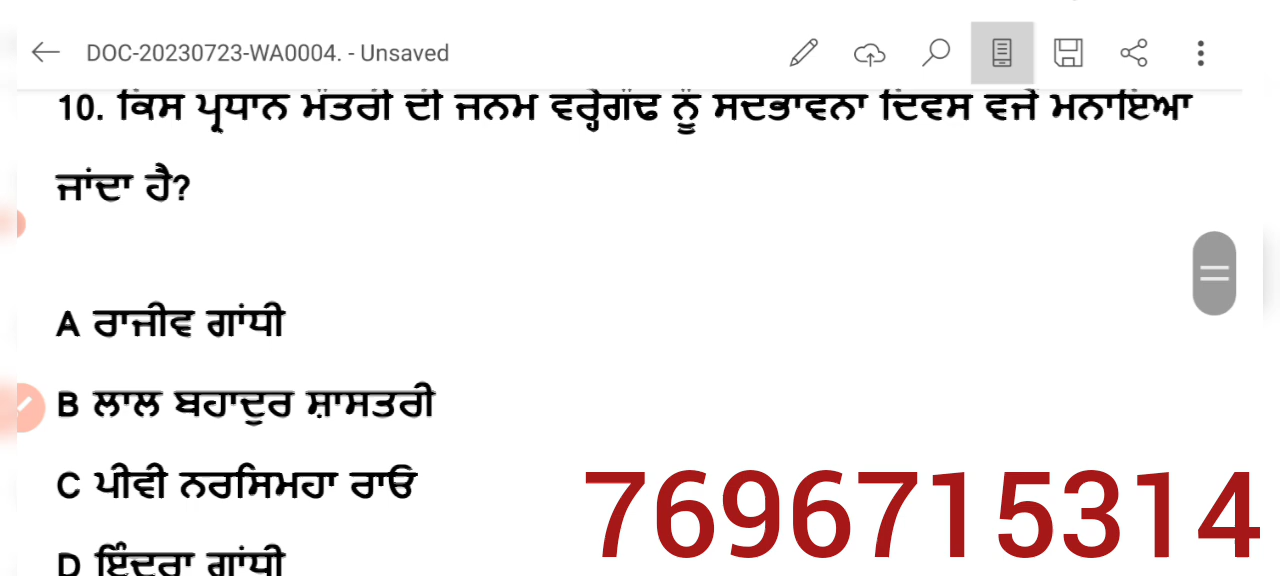 DOC-20230723-WA0004. - Unsaved
10. ਕਿਸ ਪ੍ਰਧਾਨ ਮੰਤਰੀ ਦੀ ਜਨਮ ਵਰ੍ਹੇਗੰਢ ਨੂੰ ਸਦਭਾਵਨਾ ਦਿਵਸ ਵਜੋਂ ਮਨਾਇਆ
ਜਾਂਦਾ ਹੈ?
A ਰਾਜੀਵ ਗਾਂਧੀ
B ਲਾਲ ਬਹਾਦੁਰ ਸ਼ਾਸਤਰੀ
C ਪੀਵੀ ਨਰਸਿਮਹਾ ਰਾਓ
7696715314
D ਇੰਦਰਾ ਗਾਂਧੀ